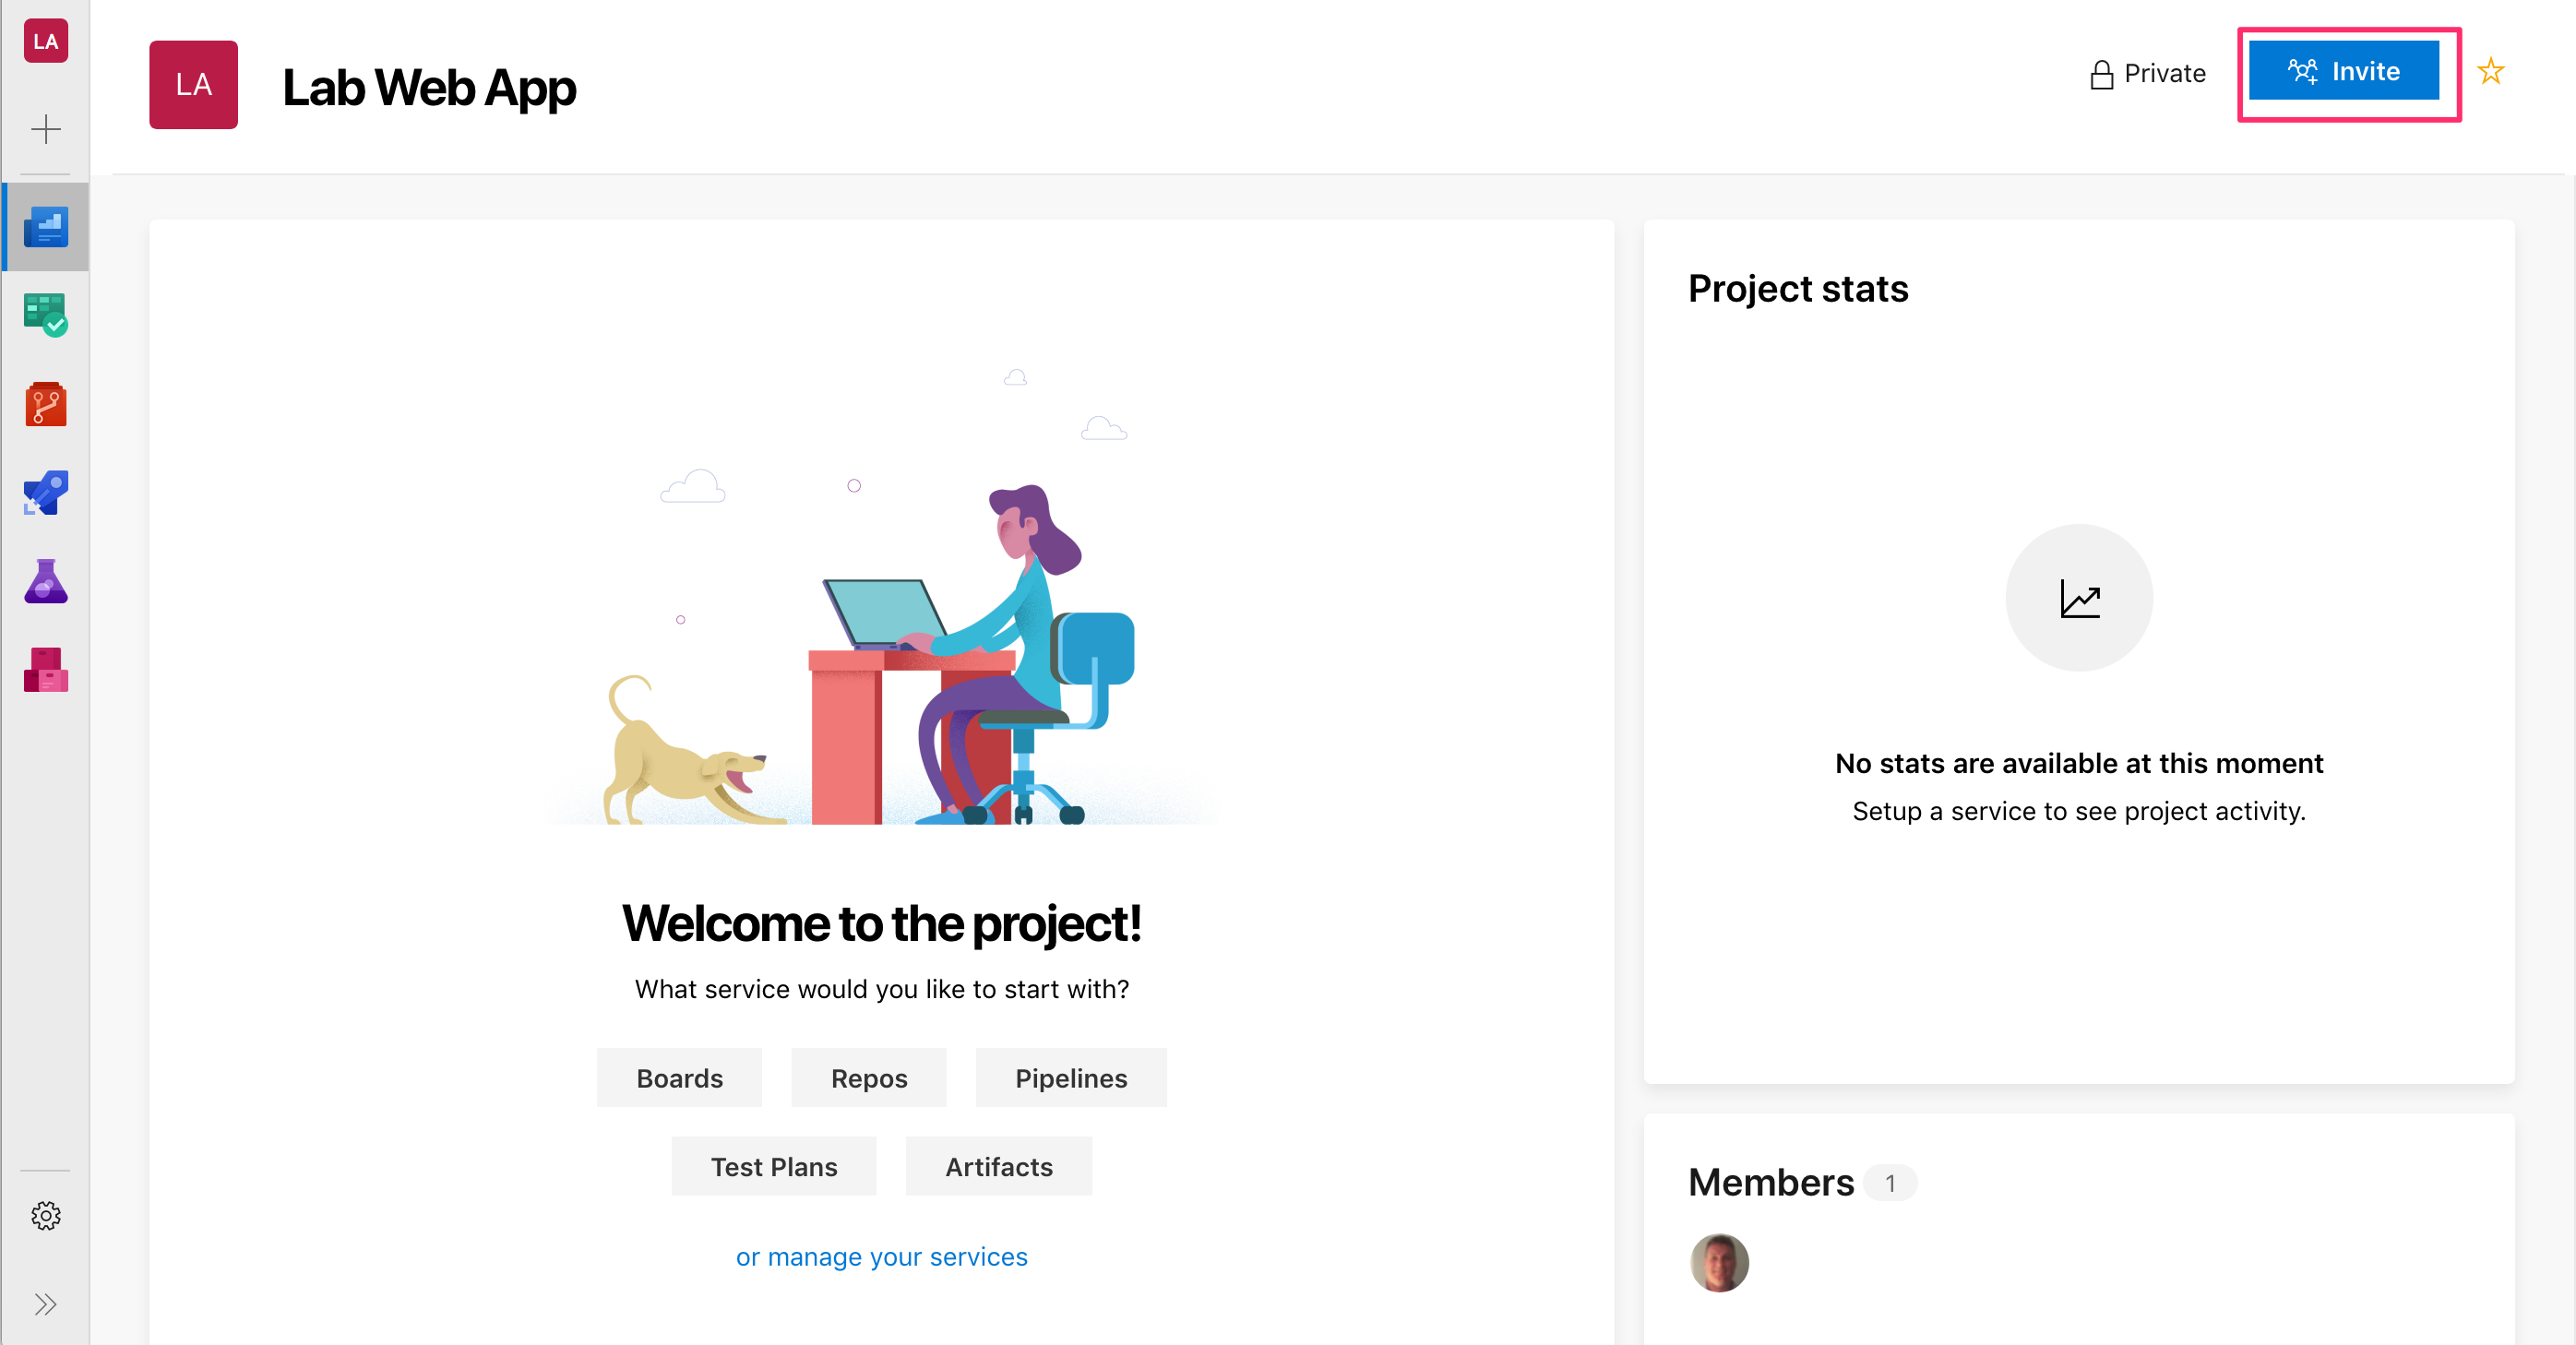 LA
LA
Lab Web App
Private
Invite
Project stats
No stats are available at this moment
Setup a service to see project activity.
Welcome to the project!
What service would you like to start with?
Boards
Repos
Pipelines
Test Plans
Artifacts
or manage your services
Members 1